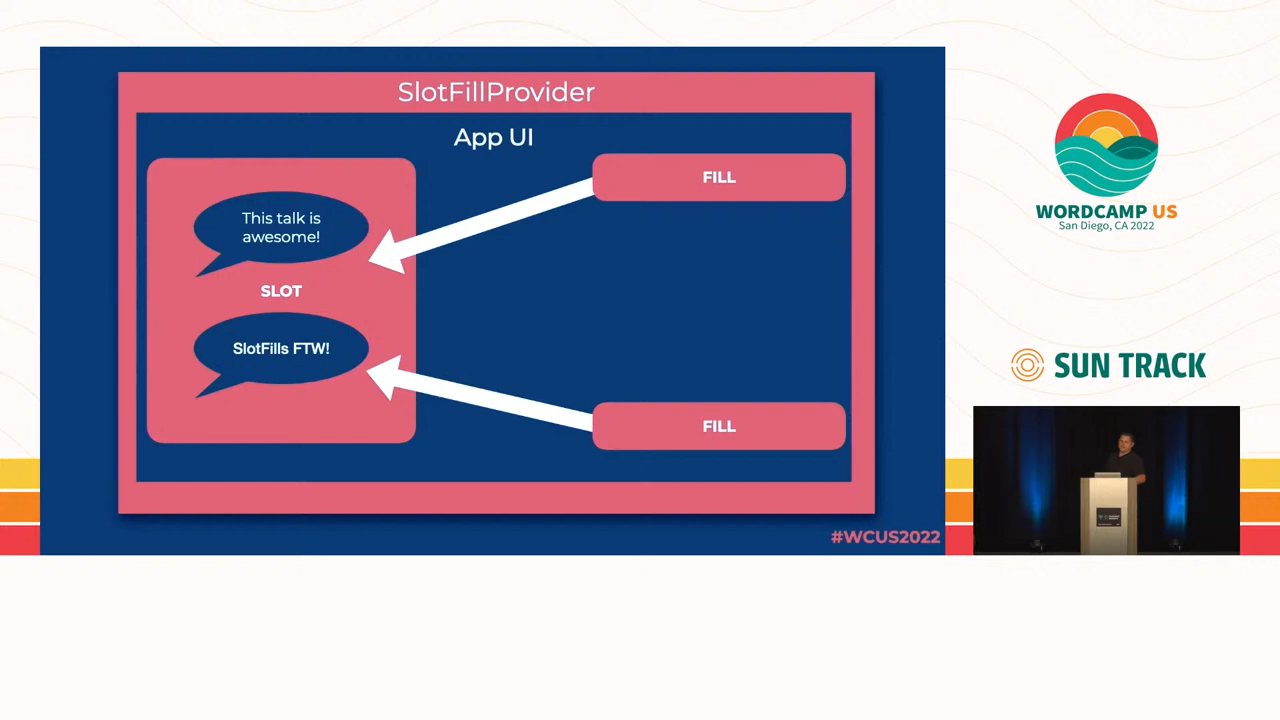 SlotFillProvider
App UI
This talk is
awesome!
SLOT
SlotFills FTW!
FILL
FILL
#WCUS2022
WORDCAMP US
San Diego, CA 2022
SUN TRACK